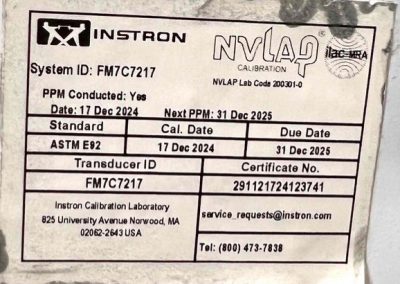 INSTRON
NVLAP
CALIBRATION
NVLAP Lab Code 200301-0
ilac-MRA
System ID: FM7C7217
PPM Conducted: Yes
Date: 17 Dec 2024 Next PPM: 31 Dec 2025
Standard Cal. Date Due Date
ASTM E92 17 Dec 2024 31 Dec 2025
Transducer ID Certificate No.
FM7C7217 291121724123741
Instron Calibration Laboratory
825 University Avenue Norwood, MA
02062-2643 USA
service_requests@instron.com
Tel: (800) 473-7838